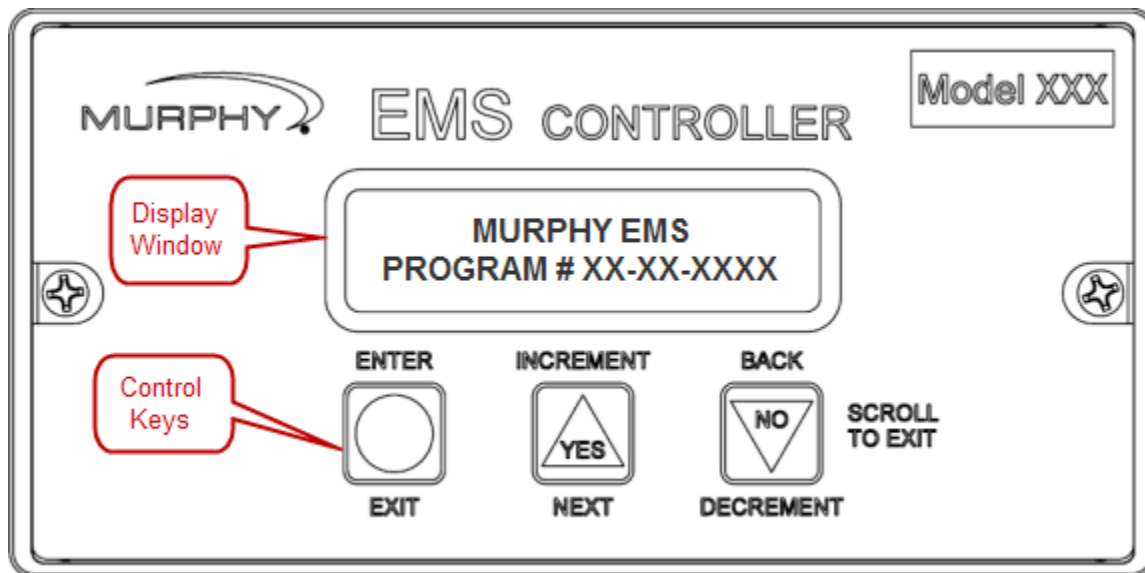 MURPHY
EMS CONTROLLER
Model XXX
Display
Window
MURPHY EMS
PROGRAM # XX-XX-XXXX
Control
Keys
ENTER
INCREMENT
BACK
YES
NO
SCROLL
TO EXIT
EXIT
NEXT
DECREMENT